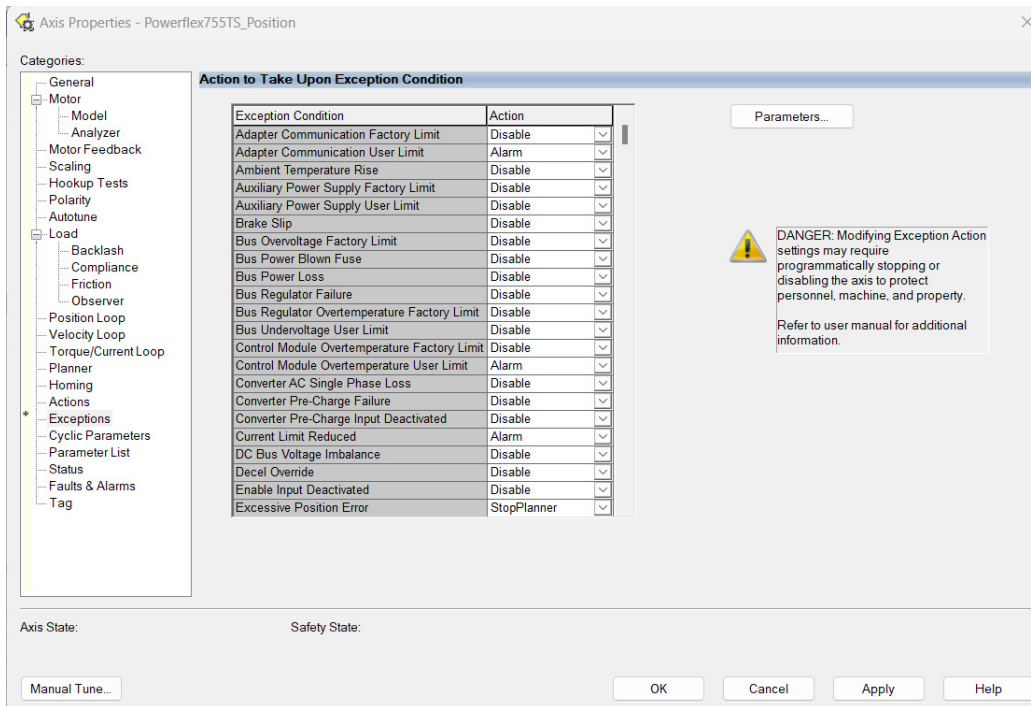 Axis Properties - Powerflex755TS_Position
Categories:
General
Motor
Model
Analyzer
Motor Feedback
Scaling
Hookup Tests
Polarity
Autotune
Load
Backlash
Compliance
Friction
Observer
Position Loop
Velocity Loop
Torque/Current Loop
Planner
Homing
Actions
* Exceptions
Cyclic Parameters
Parameter List
Status
Faults & Alarms
Tag
Action to Take Upon Exception Condition
Exception Condition Action
Adapter Communication Factory Limit Disable
Adapter Communication User Limit Alarm
Ambient Temperature Rise Disable
Auxiliary Power Supply Factory Limit Disable
Auxiliary Power Supply User Limit Disable
Brake Slip Disable
Bus Overvoltage Factory Limit Disable
Bus Power Blown Fuse Disable
Bus Power Loss Disable
Bus Regulator Failure Disable
Bus Regulator Overtemperature Factory Limit Disable
Bus Undervoltage User Limit Disable
Control Module Overtemperature Factory Limit Disable
Control Module Overtemperature User Limit Alarm
Converter AC Single Phase Loss Disable
Converter Pre-Charge Failure Disable
Converter Pre-Charge Input Deactivated Disable
Current Limit Reduced Alarm
DC Bus Voltage Imbalance Disable
Decel Override Disable
Enable Input Deactivated Disable
Excessive Position Error StopPlanner
Parameters...
DANGER: Modifying Exception Action
settings may require
programmatically stopping or
disabling the axis to protect
personnel, machine, and property.
Refer to user manual for additional
information.
Axis State:
Safety State:
Manual Tune...
OK
Cancel
Apply
Help